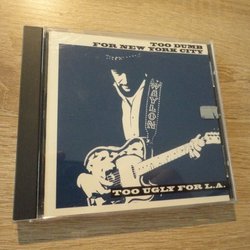 TOO DUMB
FOR NEW YORK CITY
WAYLON
TOO UGLY FOR L.A.